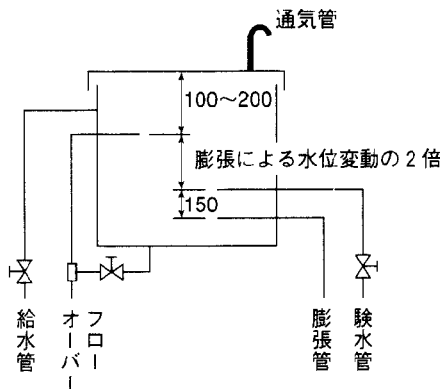 通気管
100～200
膨張による水位変動の2倍
150
給水管
オーバー
フロー
膨張管
験水管